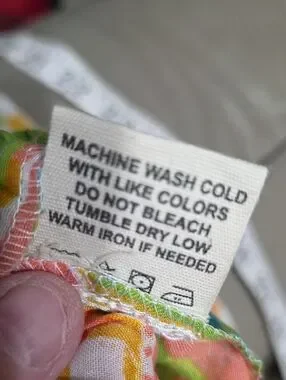 MACHINE WASH COLD
WITH LIKE COLORS
DO NOT BLEACH
TUMBLE DRY LOW
WARM IRON IF NEEDED